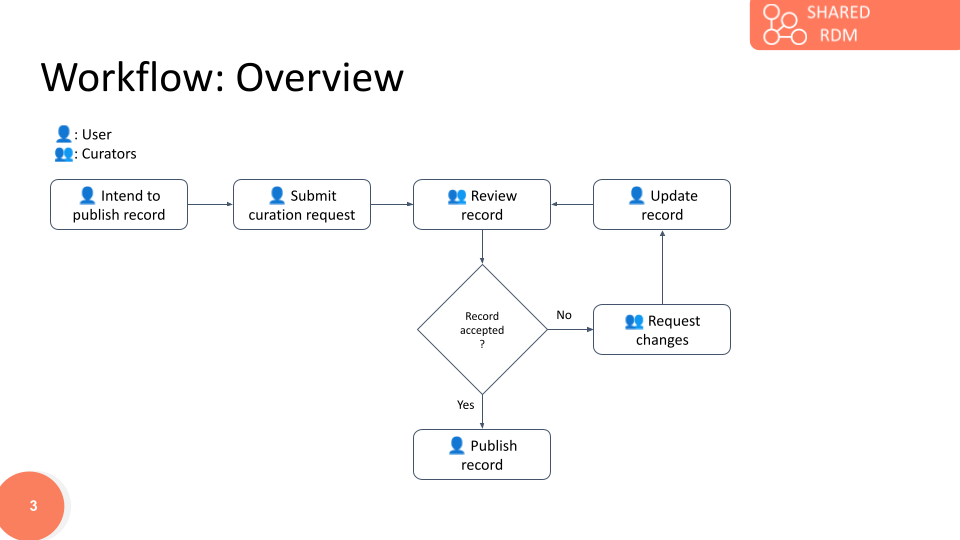 SHARED
RDM
Workflow: Overview
👤: User
👥: Curators
👤 Intend to
publish record
👤 Submit
curation request
👥 Review
record
👤 Update
record
Record
accepted
?
No
👥 Request
changes
Yes
👤 Publish
record
3